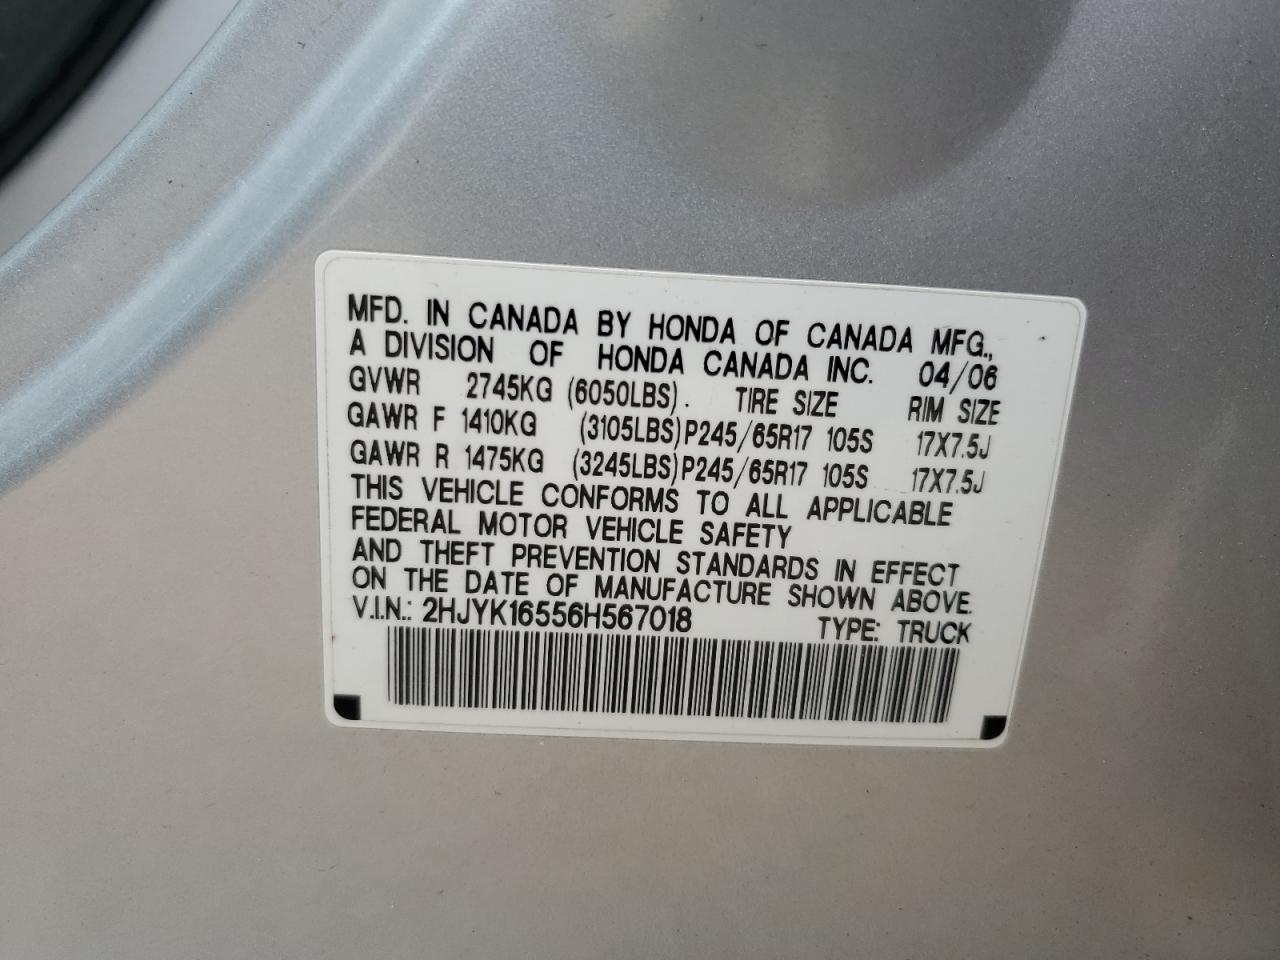 MFD. IN CANADA BY HONDA OF CANADA MFG.,
A DIVISION OF HONDA CANADA INC. 04/06
GVWR 2745KG (6050LBS). TIRE SIZE RIM SIZE
GAWR F 1410KG (3105LBS)P245/65R17 105S 17X7.5J
GAWR R 1475KG (3245LBS)P245/65R17 105S 17X7.5J
THIS VEHICLE CONFORMS TO ALL APPLICABLE
FEDERAL MOTOR VEHICLE SAFETY
AND THEFT PREVENTION STANDARDS IN EFFECT
ON THE DATE OF MANUFACTURE SHOWN ABOVE.
V.I.N.: 2HJYK16556H567018 TYPE: TRUCK